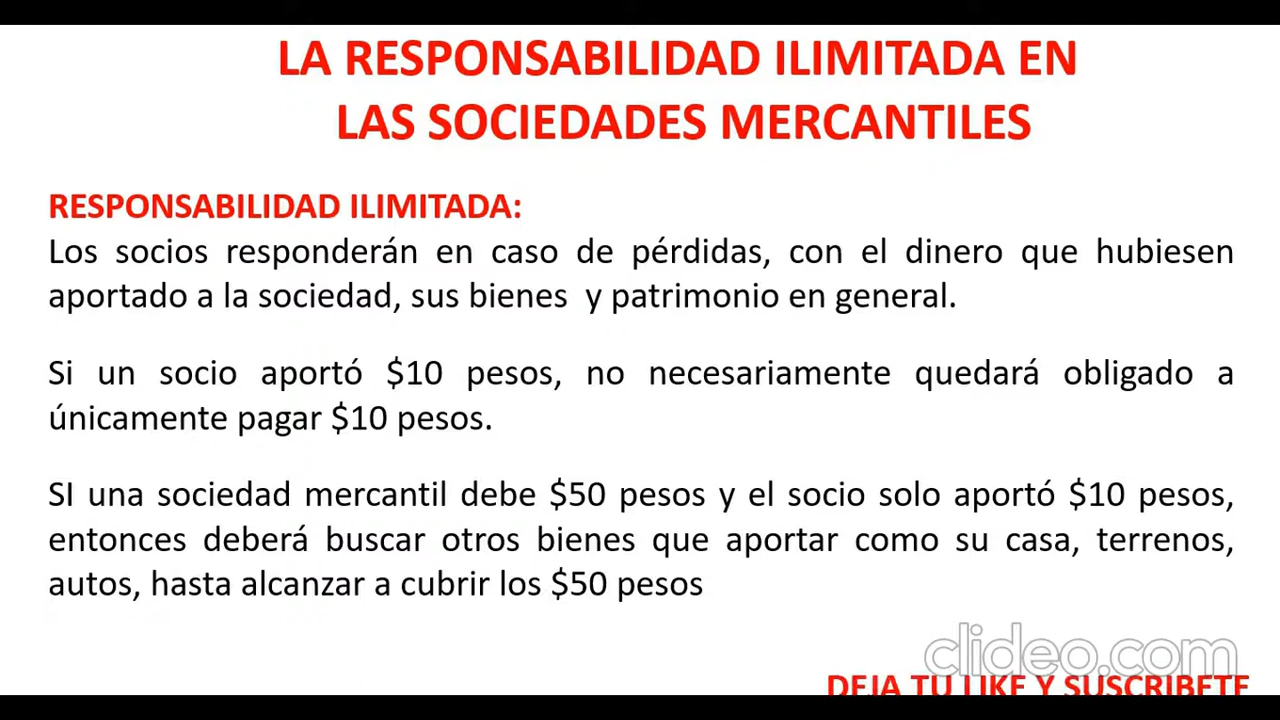 LA RESPONSABILIDAD ILIMITADA EN
LAS SOCIEDADES MERCANTILES
RESPONSABILIDAD ILIMITADA:
Los socios responderán en caso de pérdidas, con el dinero que hubiesen
aportado a la sociedad, sus bienes y patrimonio en general.
Si un socio aportó $10 pesos, no necesariamente quedará obligado a
únicamente pagar $10 pesos.
SI una sociedad mercantil debe $50 pesos y el socio solo aportó $10 pesos,
entonces deberá buscar otros bienes que aportar como su casa, terrenos,
autos, hasta alcanzar a cubrir los $50 pesos
clideo.com
DEJA TU LIKE Y SUSCRIBETE